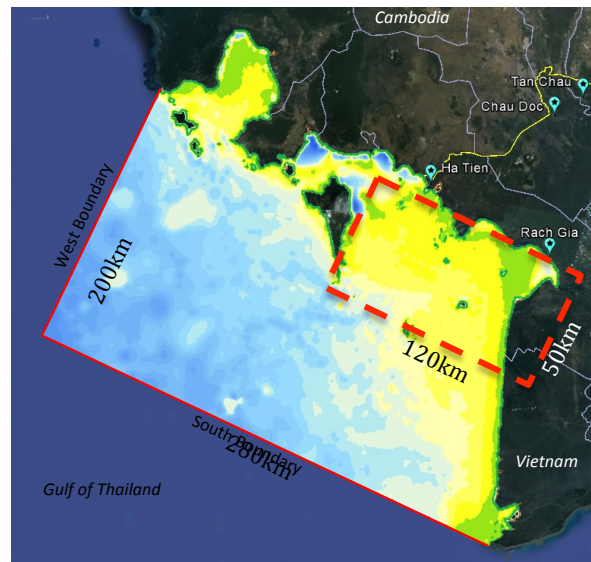 Cambodia
Tan Chau
Chau Doc
Ha Tien
Rach Gia
West Boundary
200km
120km
50km
South Boundary
280km
Vietnam
Gulf of Thailand